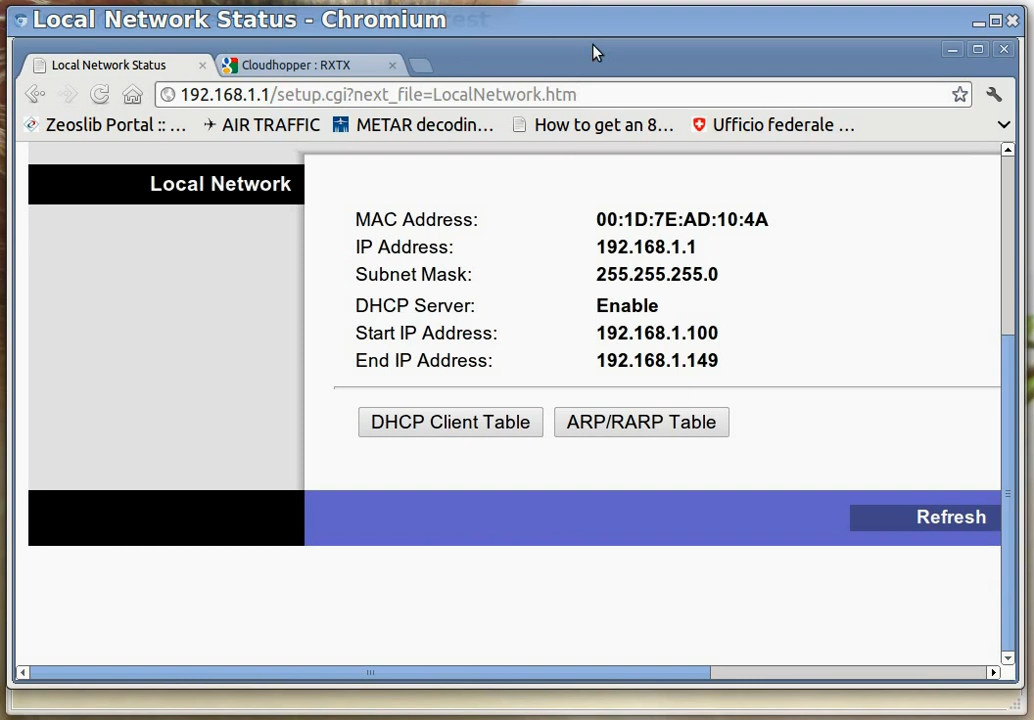 Local Network Status - Chromium
Local Network Status
Cloudhopper : RXTX
192.168.1.1/setup.cgi?next_file=LocalNetwork.htm
Zeoslib Portal :: ...
AIR TRAFFIC
METAR decodin...
How to get an 8...
Ufficio federale ...
Local Network
MAC Address: 00:1D:7E:AD:10:4A
IP Address: 192.168.1.1
Subnet Mask: 255.255.255.0
DHCP Server: Enable
Start IP Address: 192.168.1.100
End IP Address: 192.168.1.149
DHCP Client Table
ARP/RARP Table
Refresh